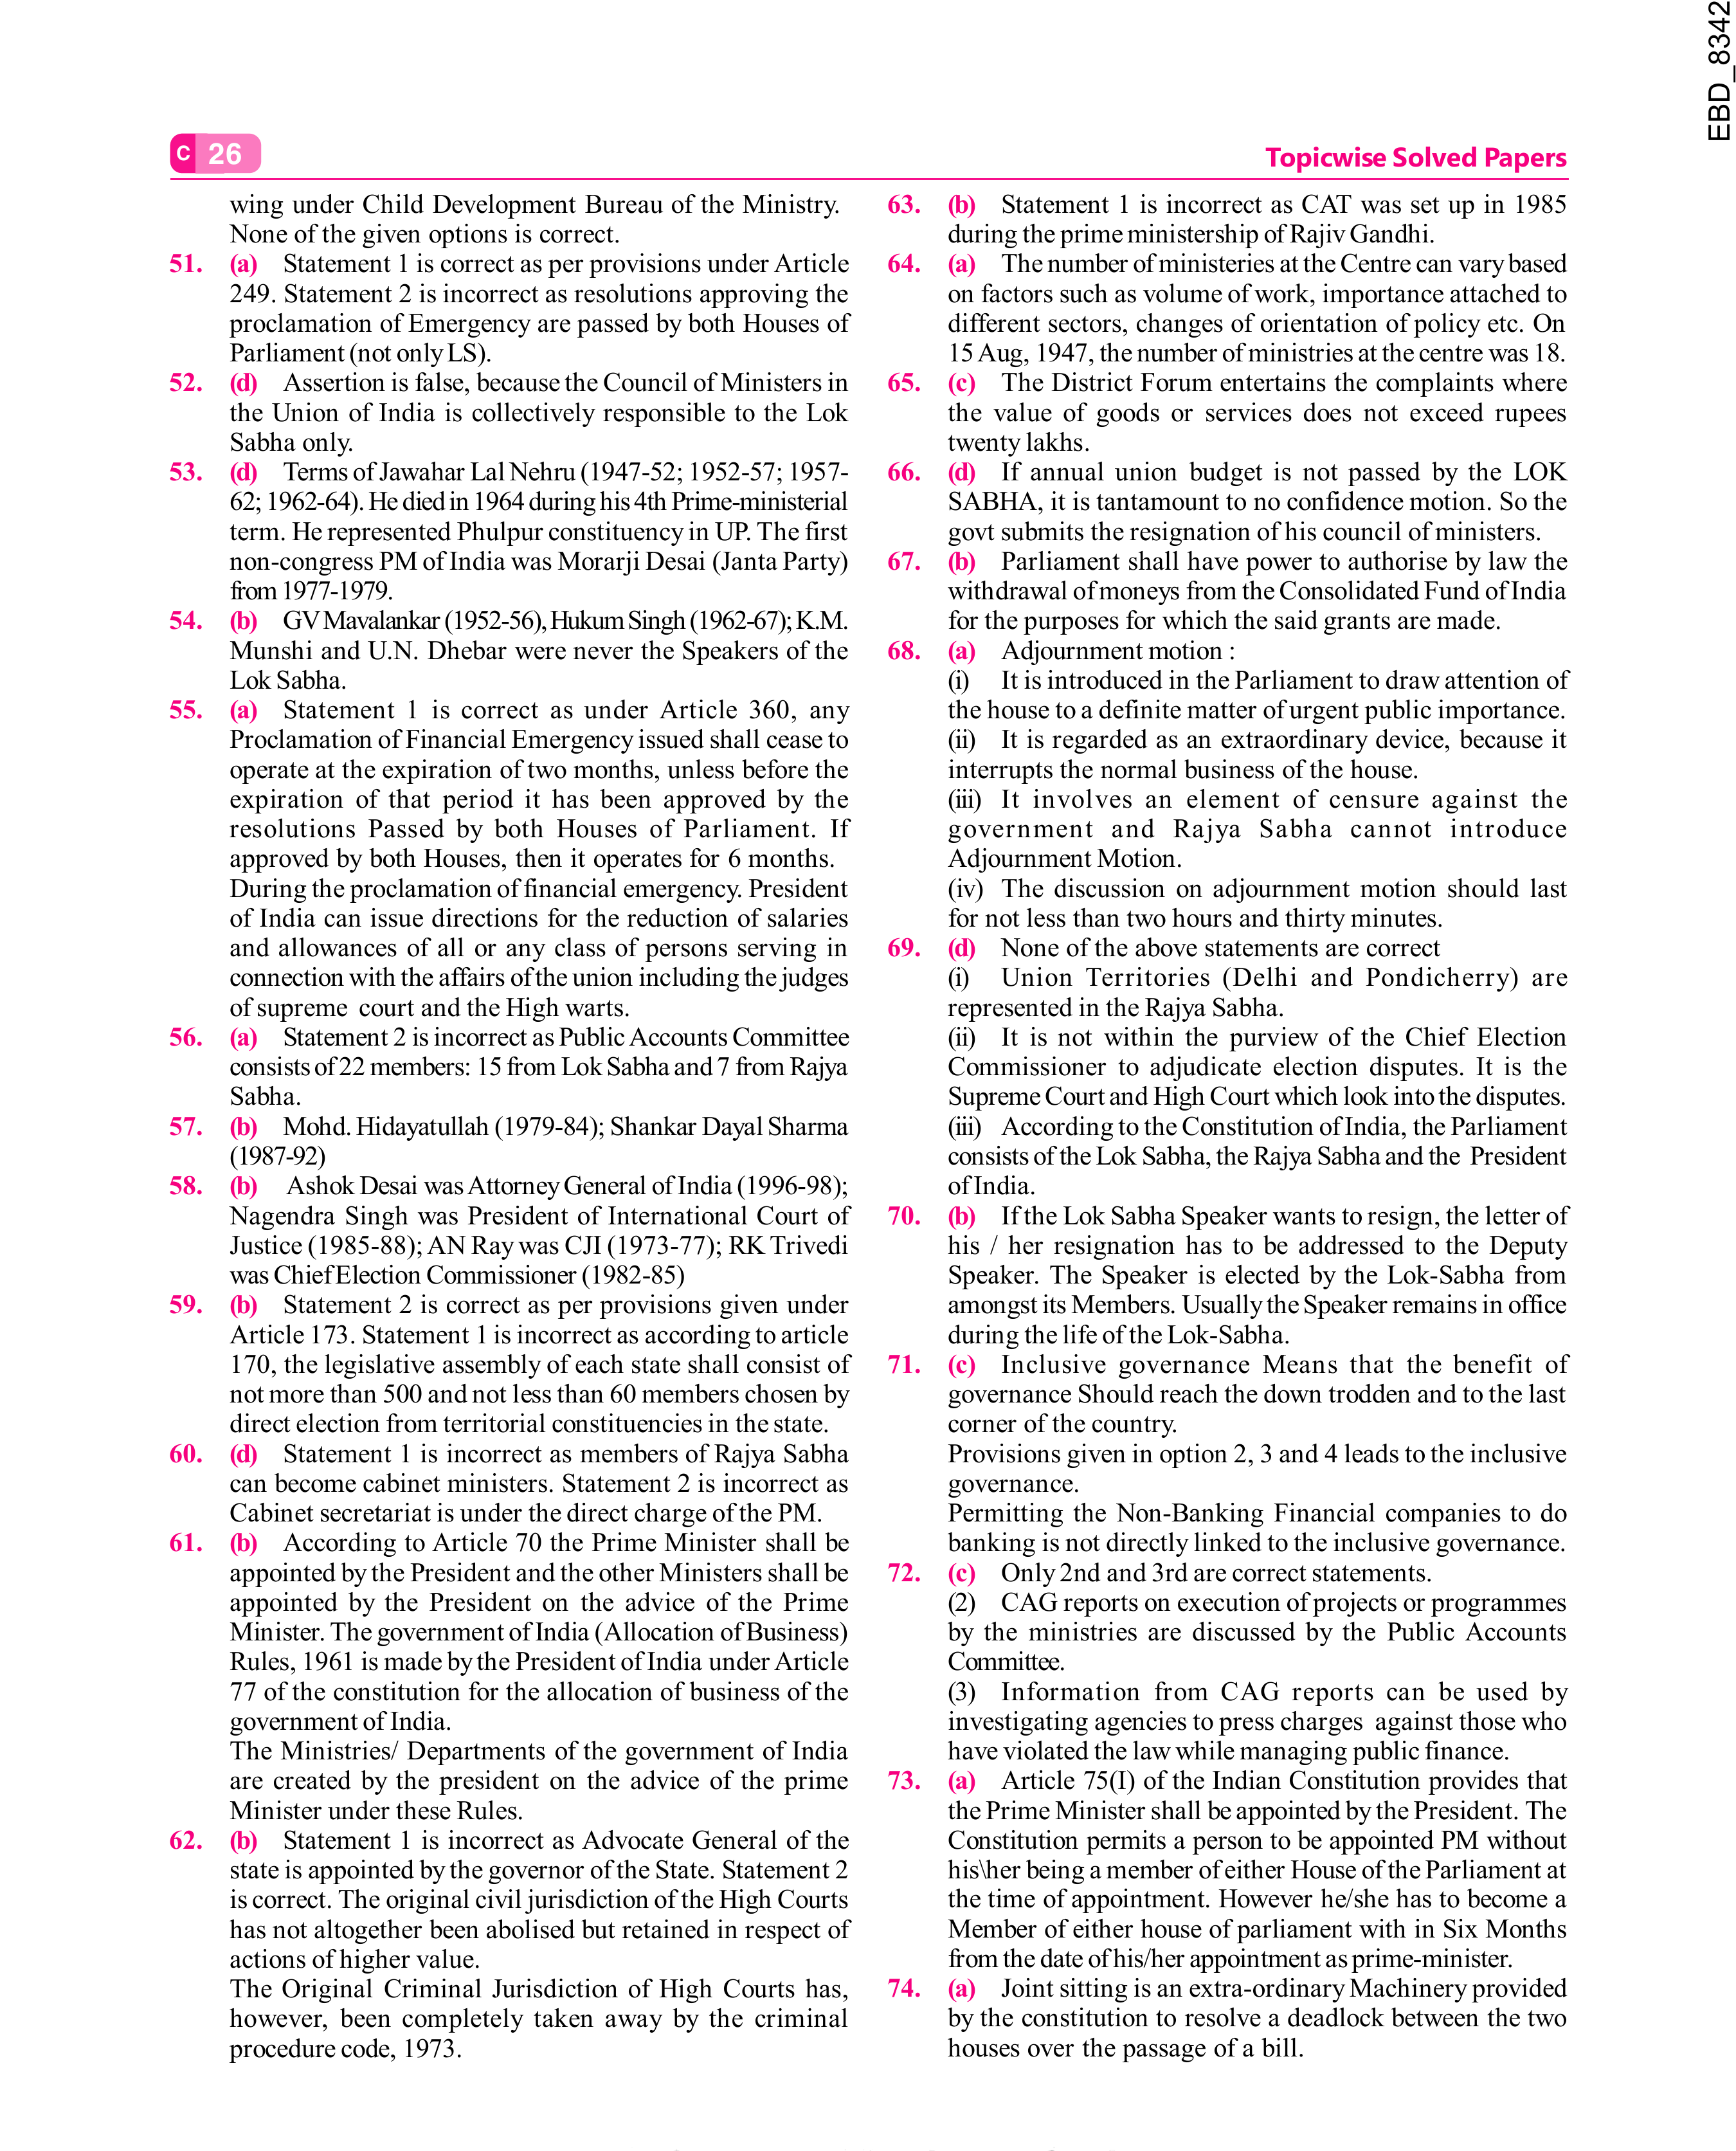 EBD_8342
C 26
Topicwise Solved Papers
wing under Child Development Bureau of the Ministry.
None of the given options is correct.
51. (a) Statement 1 is correct as per provisions under Article
249. Statement 2 is incorrect as resolutions approving the
proclamation of Emergency are passed by both Houses of
Parliament (not only LS).
52. (d) Assertion is false, because the Council of Ministers in
the Union of India is collectively responsible to the Lok
Sabha only.
53. (d) Terms of Jawahar Lal Nehru (1947-52; 1952-57; 1957-
62; 1962-64). He died in 1964 during his 4th Prime-ministerial
term. He represented Phulpur constituency in UP. The first
non-congress PM of India was Morarji Desai (Janta Party)
from 1977-1979.
54. (b) GV Mavalankar (1952-56), Hukum Singh (1962-67); K.M.
Munshi and U.N. Dhebar were never the Speakers of the
Lok Sabha.
55. (a) Statement 1 is correct as under Article 360, any
Proclamation of Financial Emergency issued shall cease to
operate at the expiration of two months, unless before the
expiration of that period it has been approved by the
resolutions Passed by both Houses of Parliament. If
approved by both Houses, then it operates for 6 months.
During the proclamation of financial emergency. President
of India can issue directions for the reduction of salaries
and allowances of all or any class of persons serving in
connection with the affairs of the union including the judges
of supreme court and the High warts.
56. (a) Statement 2 is incorrect as Public Accounts Committee
consists of 22 members: 15 from Lok Sabha and 7 from Rajya
Sabha.
57. (b) Mohd. Hidayatullah (1979-84); Shankar Dayal Sharma
(1987-92)
58. (b) Ashok Desai was Attorney General of India (1996-98);
Nagendra Singh was President of International Court of
Justice (1985-88); AN Ray was CJI (1973-77); RK Trivedi
was Chief Election Commissioner (1982-85)
59. (b) Statement 2 is correct as per provisions given under
Article 173. Statement 1 is incorrect as according to article
170, the legislative assembly of each state shall consist of
not more than 500 and not less than 60 members chosen by
direct election from territorial constituencies in the state.
60. (d) Statement 1 is incorrect as members of Rajya Sabha
can become cabinet ministers. Statement 2 is incorrect as
Cabinet secretariat is under the direct charge of the PM.
61. (b) According to Article 70 the Prime Minister shall be
appointed by the President and the other Ministers shall be
appointed by the President on the advice of the Prime
Minister. The government of India (Allocation of Business)
Rules, 1961 is made by the President of India under Article
77 of the constitution for the allocation of business of the
government of India.
The Ministries/ Departments of the government of India
are created by the president on the advice of the prime
Minister under these Rules.
62. (b) Statement 1 is incorrect as Advocate General of the
state is appointed by the governor of the State. Statement 2
is correct. The original civil jurisdiction of the High Courts
has not altogether been abolised but retained in respect of
actions of higher value.
The Original Criminal Jurisdiction of High Courts has,
however, been completely taken away by the criminal
procedure code, 1973.
63. (b) Statement 1 is incorrect as CAT was set up in 1985
during the prime ministership of Rajiv Gandhi.
64. (a) The number of ministeries at the Centre can vary based
on factors such as volume of work, importance attached to
different sectors, changes of orientation of policy etc. On
15 Aug, 1947, the number of ministries at the centre was 18.
65. (c) The District Forum entertains the complaints where
the value of goods or services does not exceed rupees
twenty lakhs.
66. (d) If annual union budget is not passed by the LOK
SABHA, it is tantamount to no confidence motion. So the
govt submits the resignation of his council of ministers.
67. (b) Parliament shall have power to authorise by law the
withdrawal of moneys from the Consolidated Fund of India
for the purposes for which the said grants are made.
68. (a) Adjournment motion :
(i) It is introduced in the Parliament to draw attention of
the house to a definite matter of urgent public importance.
(ii) It is regarded as an extraordinary device, because it
interrupts the normal business of the house.
(iii) It involves an element of censure against the
government and Rajya Sabha cannot introduce
Adjournment Motion.
(iv) The discussion on adjournment motion should last
for not less than two hours and thirty minutes.
69. (d) None of the above statements are correct
(i) Union Territories (Delhi and Pondicherry) are
represented in the Rajya Sabha.
(ii) It is not within the purview of the Chief Election
Commissioner to adjudicate election disputes. It is the
Supreme Court and High Court which look into the disputes.
(iii) According to the Constitution of India, the Parliament
consists of the Lok Sabha, the Rajya Sabha and the President
of India.
70. (b) If the Lok Sabha Speaker wants to resign, the letter of
his / her resignation has to be addressed to the Deputy
Speaker. The Speaker is elected by the Lok-Sabha from
amongst its Members. Usually the Speaker remains in office
during the life of the Lok-Sabha.
71. (c) Inclusive governance Means that the benefit of
governance Should reach the down trodden and to the last
corner of the country.
Provisions given in option 2, 3 and 4 leads to the inclusive
governance.
Permitting the Non-Banking Financial companies to do
banking is not directly linked to the inclusive governance.
72. (c) Only 2nd and 3rd are correct statements.
(2) CAG reports on execution of projects or programmes
by the ministries are discussed by the Public Accounts
Committee.
(3) Information from CAG reports can be used by
investigating agencies to press charges against those who
have violated the law while managing public finance.
73. (a) Article 75(I) of the Indian Constitution provides that
the Prime Minister shall be appointed by the President. The
Constitution permits a person to be appointed PM without
his\her being a member of either House of the Parliament at
the time of appointment. However he/she has to become a
Member of either house of parliament with in Six Months
from the date of his/her appointment as prime-minister.
74. (a) Joint sitting is an extra-ordinary Machinery provided
by the constitution to resolve a deadlock between the two
houses over the passage of a bill.